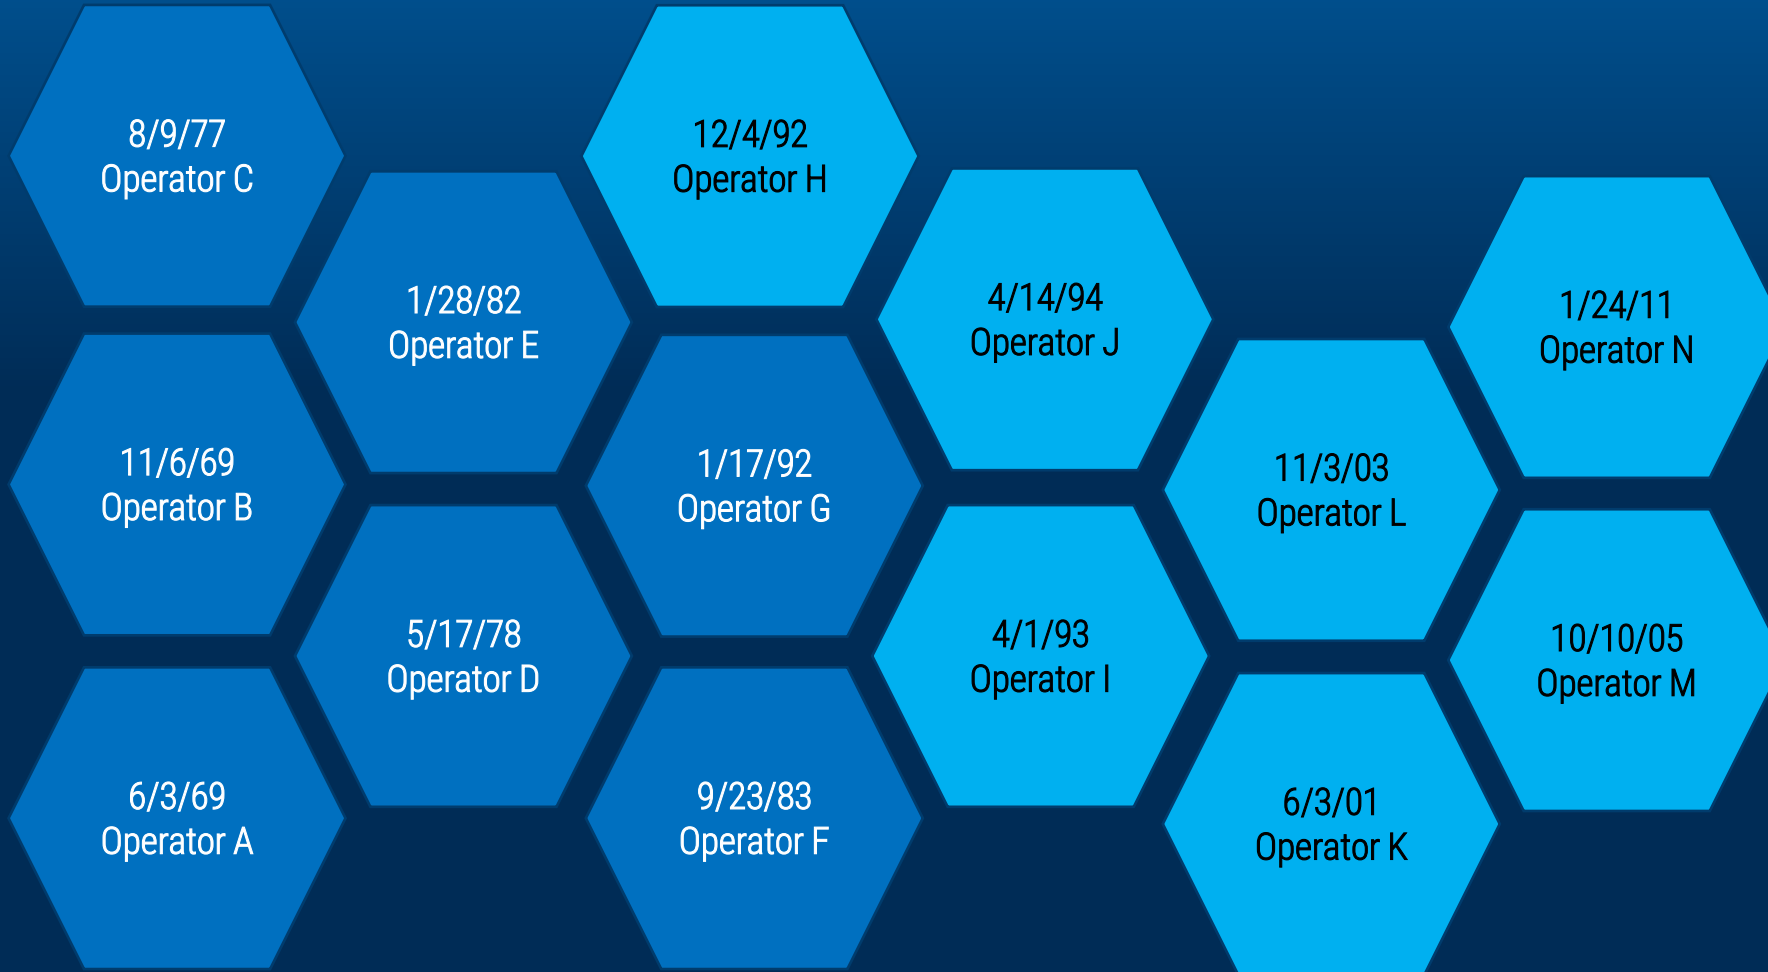 8/9/77
Operator C
12/4/92
Operator H
1/28/82
Operator E
4/14/94
Operator J
1/24/11
Operator N
11/6/69
Operator B
1/17/92
Operator G
11/3/03
Operator L
5/17/78
Operator D
4/1/93
Operator I
10/10/05
Operator M
6/3/69
Operator A
9/23/83
Operator F
6/3/01
Operator K